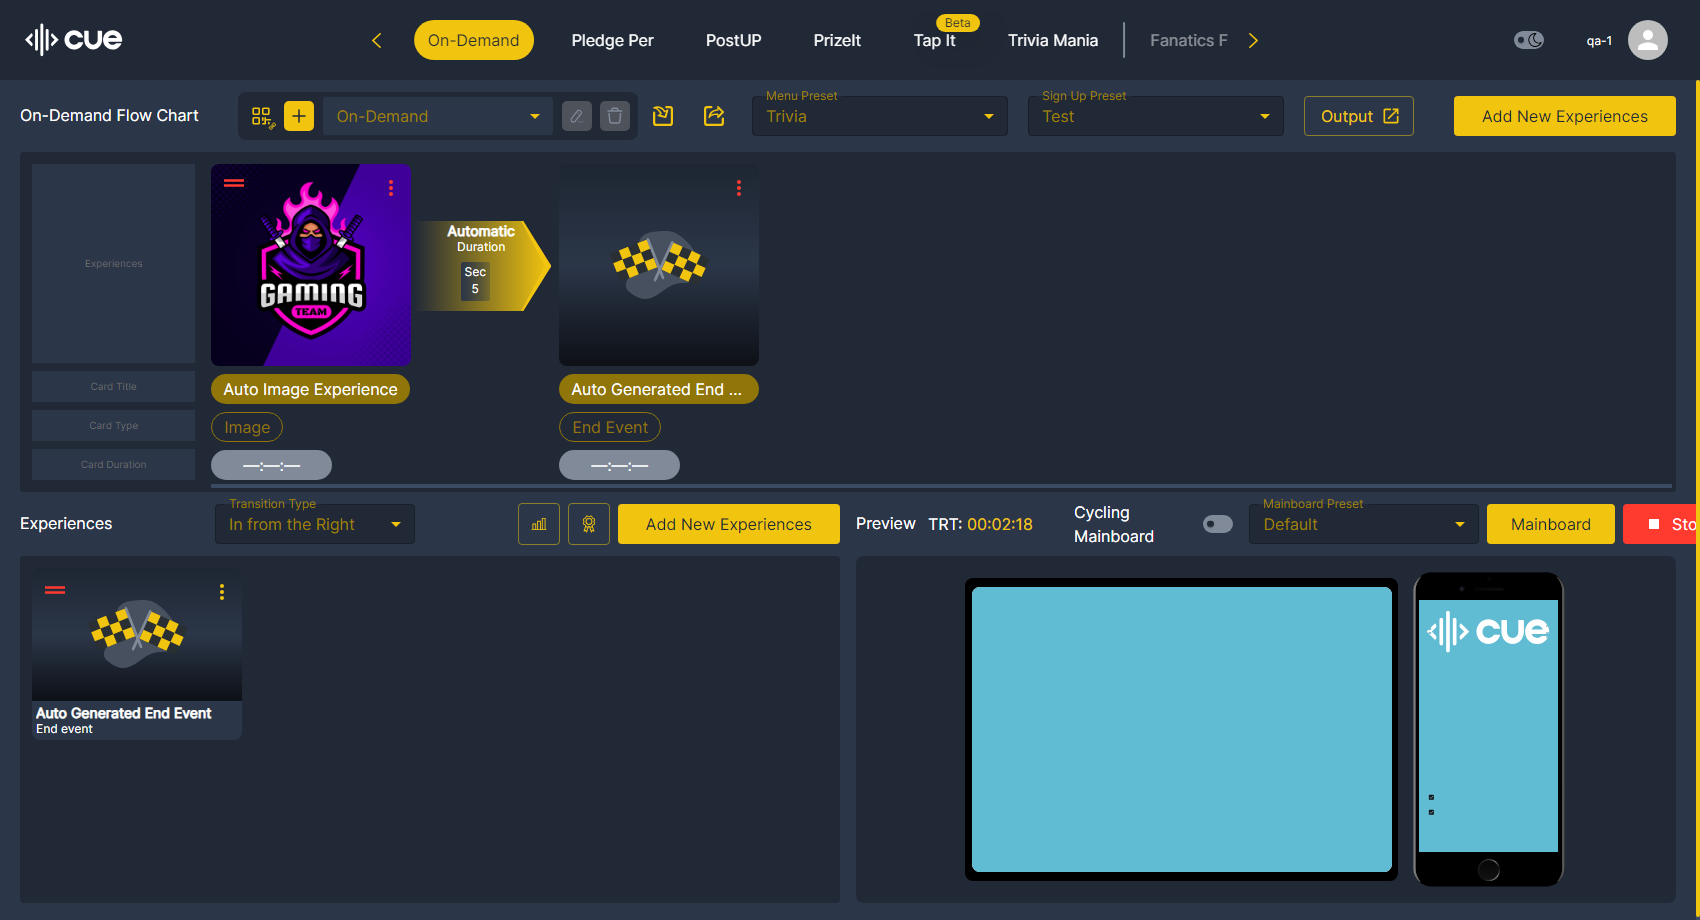 cue
On-Demand
Pledge Per
PostUP
PrizeIt
Beta
Tap It
Trivia Mania
Fanatics F
qa-1
On-Demand Flow Chart
On-Demand
Menu Preset
Trivia
Sign Up Preset
Test
Output
Add New Experiences
Experiences
Card Title
Card Type
Card Duration
GAMING
TEAM
Automatic
Duration
Sec
5
Auto Image Experience
Image
—:—:—
Auto Generated End ...
End Event
—:—:—
Experiences
Transition Type
In from the Right
Add New Experiences
Preview
TRT: 00:02:18
Cycling
Mainboard
Mainboard Preset
Default
Mainboard
Sto
Auto Generated End Event
End event
cue